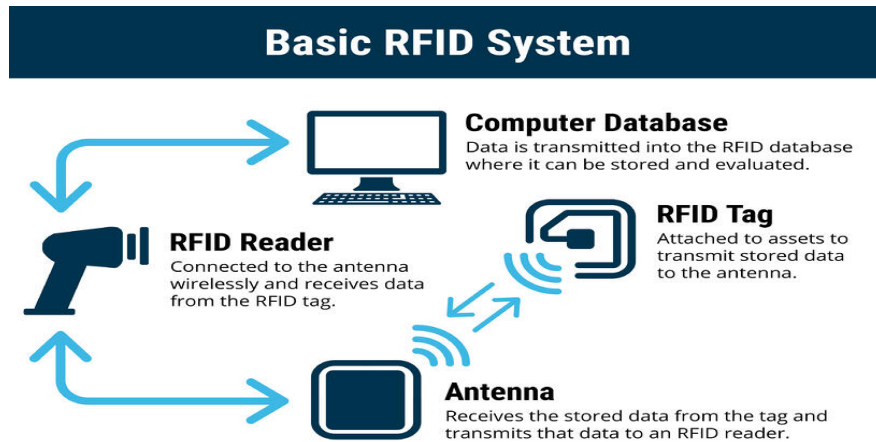 Basic RFID System
Computer Database
Data is transmitted into the RFID database
where it can be stored and evaluated.
RFID Tag
Attached to assets to
transmit stored data
to the antenna.
RFID Reader
Connected to the antenna
wirelessly and receives data
from the RFID tag.
Antenna
Receives the stored data from the tag and
transmits that data to an RFID reader.